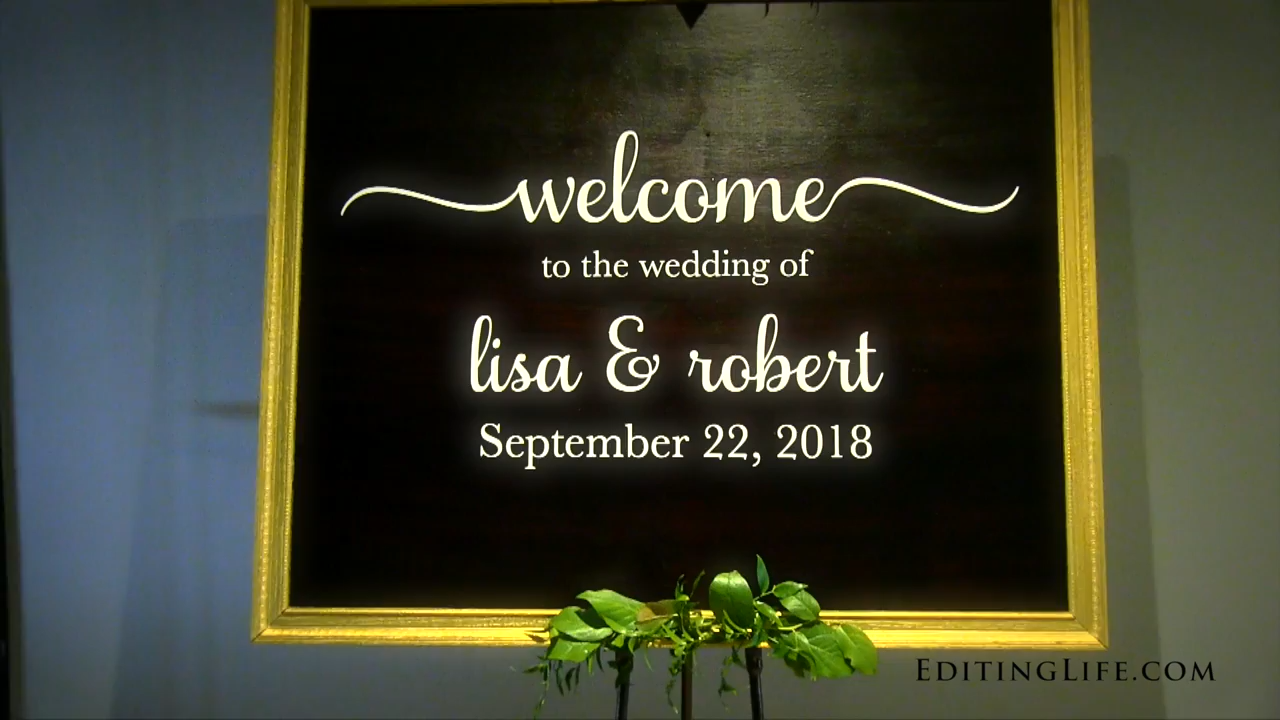 welcome
to the wedding of
lisa & robert
September 22, 2018
EditingLife.com